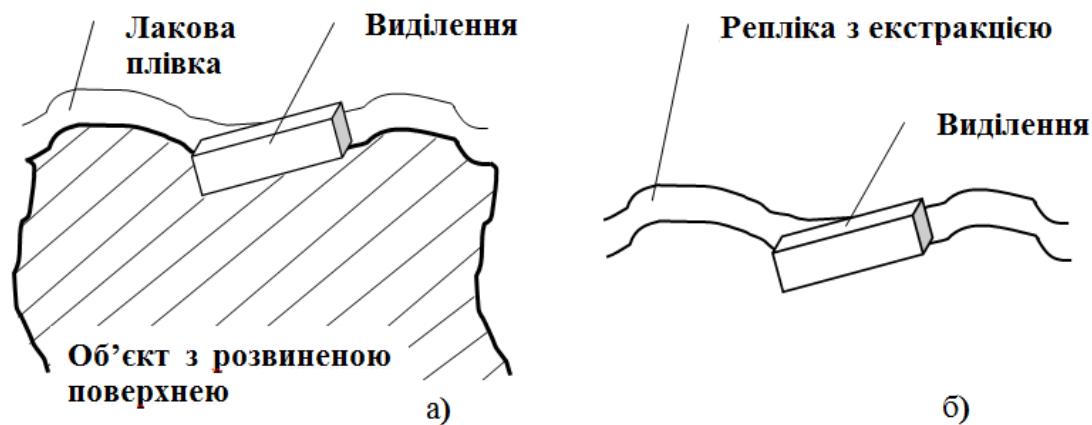 Лакова
плівка
Виділення
Об’єкт з розвиненою
поверхнею
а)
Репліка з екстракцією
Виділення
б)